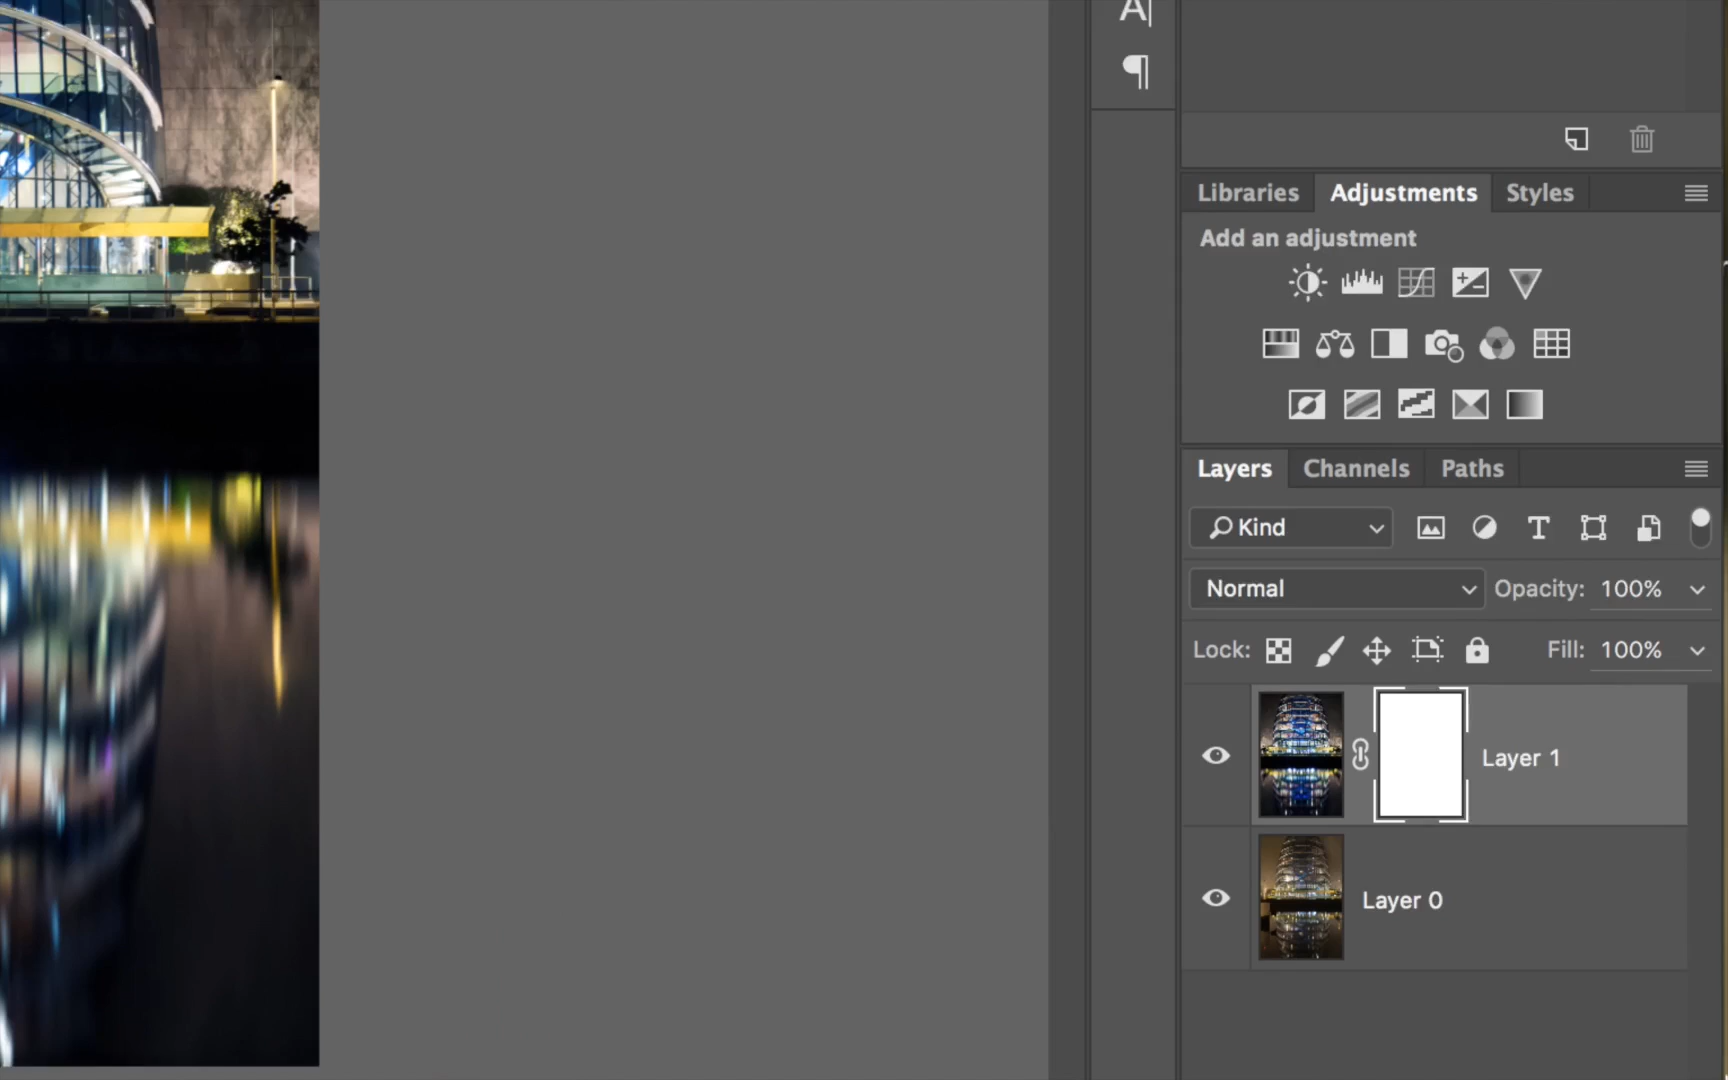 A
Libraries Adjustments Styles
Add an adjustment
Layers Channels Paths
Kind
Normal Opacity: 100%
Lock: Fill: 100%
Layer 1
Layer 0